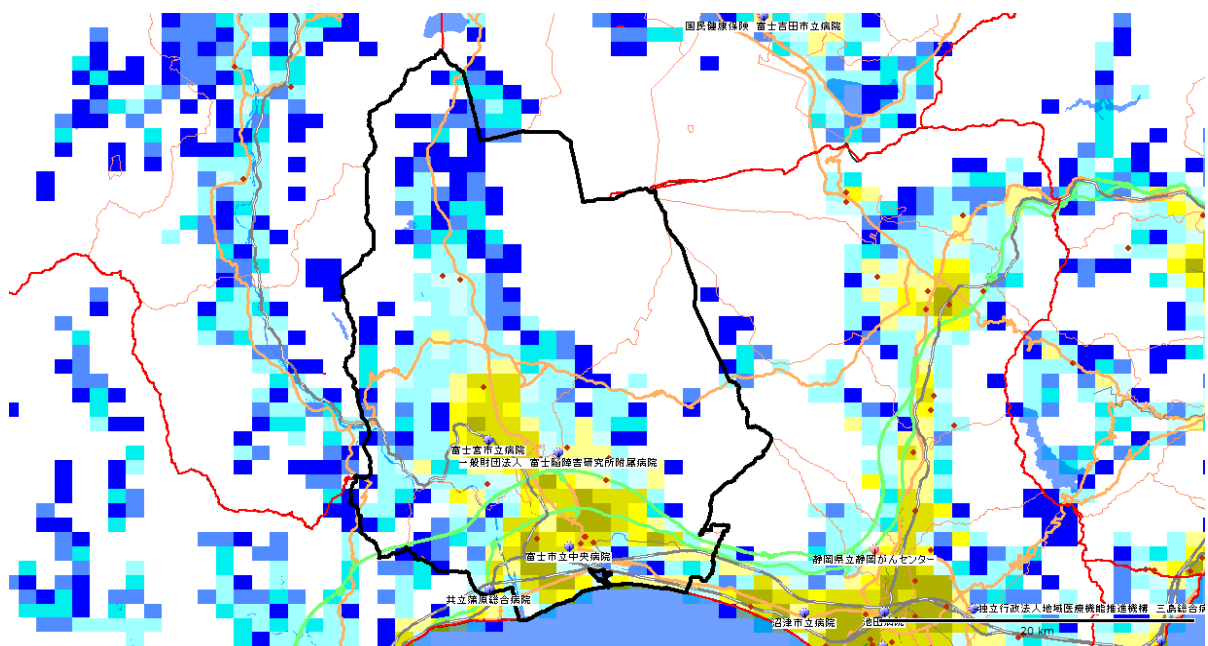 国民健康保険 富士吉田市立病院
富士宮市立病院
一般財団法人 富士脳障害研究所附属病院
富士市立中央病院
静岡県立静岡がんセンター
共立蒲原総合病院
沼津市立病院
池田病院
独立行政法人地域医療機能推進機構 三島総合病
20 km